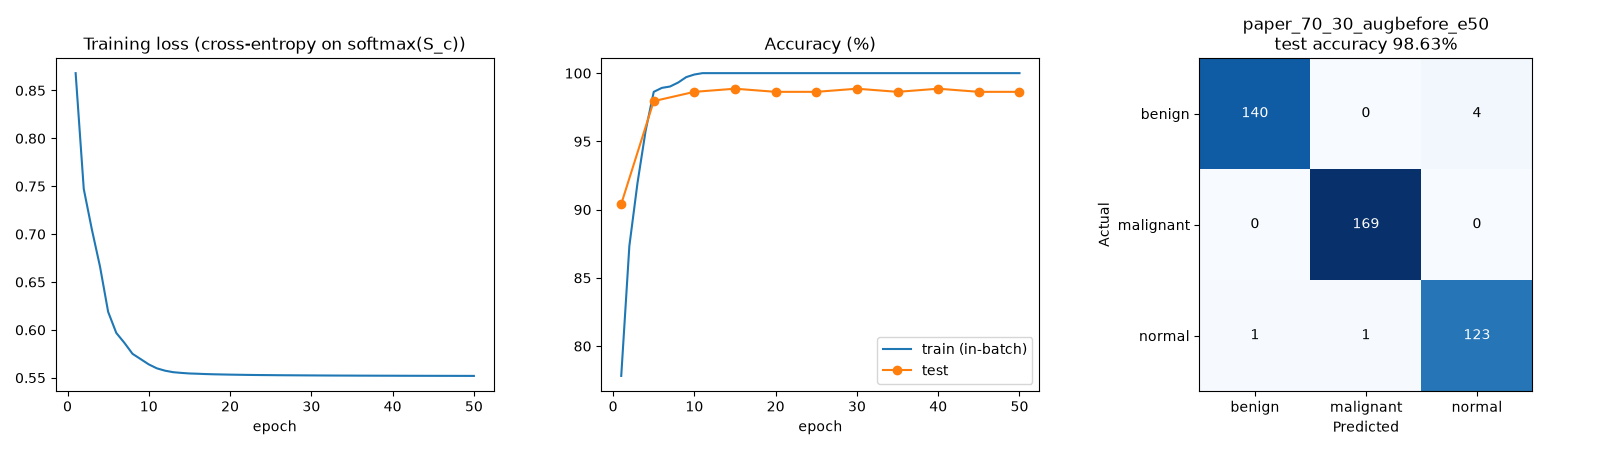 Training loss (cross-entropy on softmax(S_c))
0.85
0.80
0.75
0.70
0.65
0.60
0.55
0 10 20 30 40 50
epoch
Accuracy (%)
100
95
90
85
80
train (in-batch)
test
0 10 20 30 40 50
epoch
paper_70_30_augbefore_e50
test accuracy 98.63%
Actual
benign 140 0 4
malignant 0 169 0
normal 1 1 123
benign malignant normal
Predicted